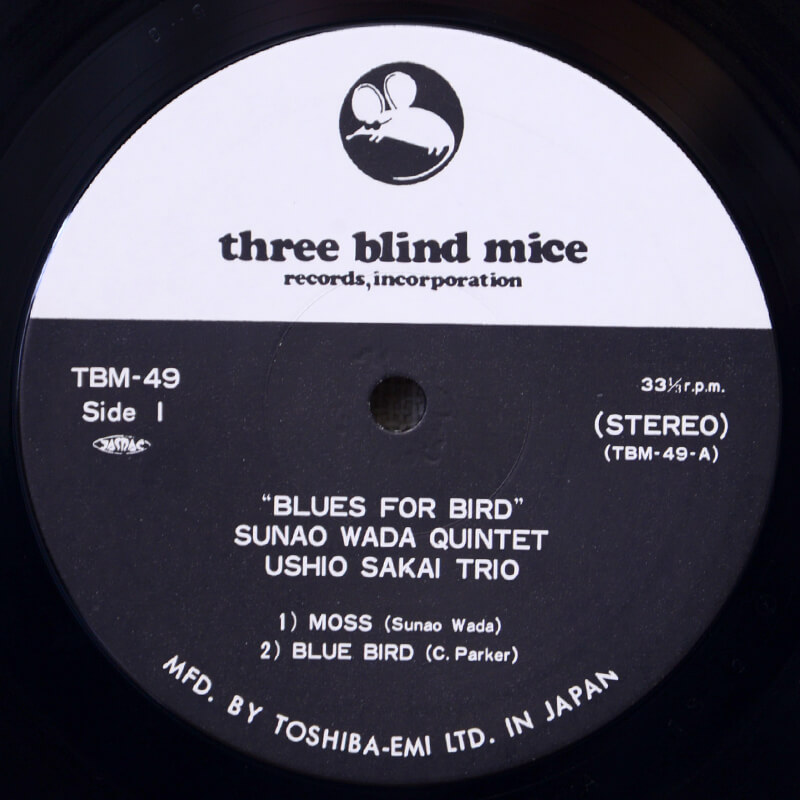 three blind mice
records, incorporation
TBM-49
Side 1
JASRAC
33⅓ r.p.m.
(STEREO)
(TBM-49-A)
"BLUES FOR BIRD"
SUNAO WADA QUINTET
USHIO SAKAI TRIO
1) MOSS (Sunao Wada)
2) BLUE BIRD (C. Parker)
MFD. BY TOSHIBA-EMI LTD. IN JAPAN